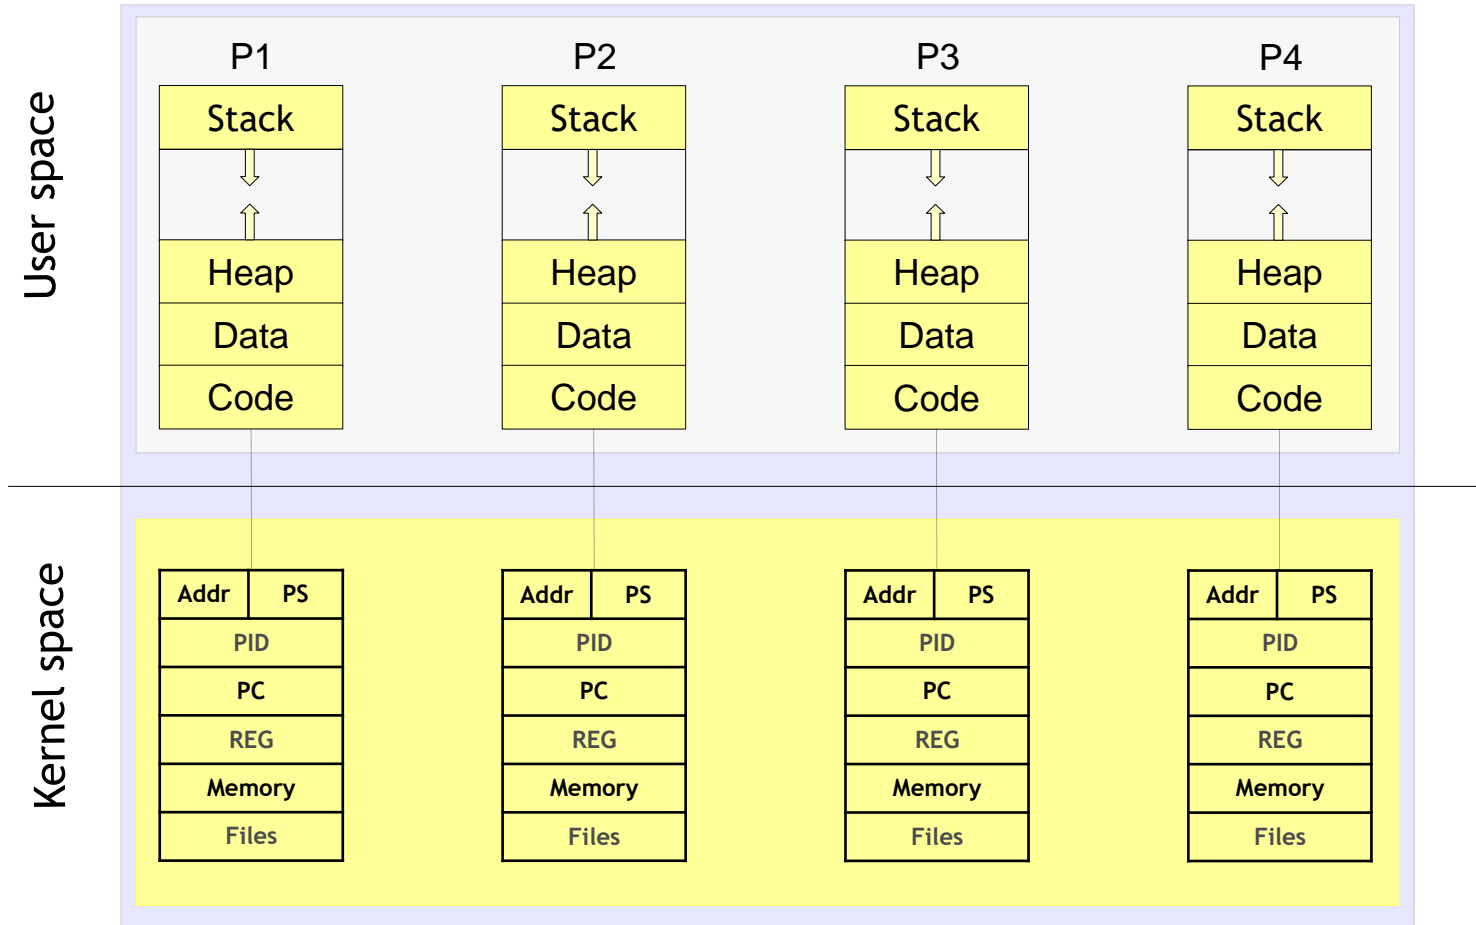 User space
P1 P2 P3 P4
Stack Stack Stack Stack
Heap Heap Heap Heap
Data Data Data Data
Code Code Code Code
Kernel space
Addr PS Addr PS Addr PS Addr PS
PID PID PID PID
PC PC PC PC
REG REG REG REG
Memory Memory Memory Memory
Files Files Files Files